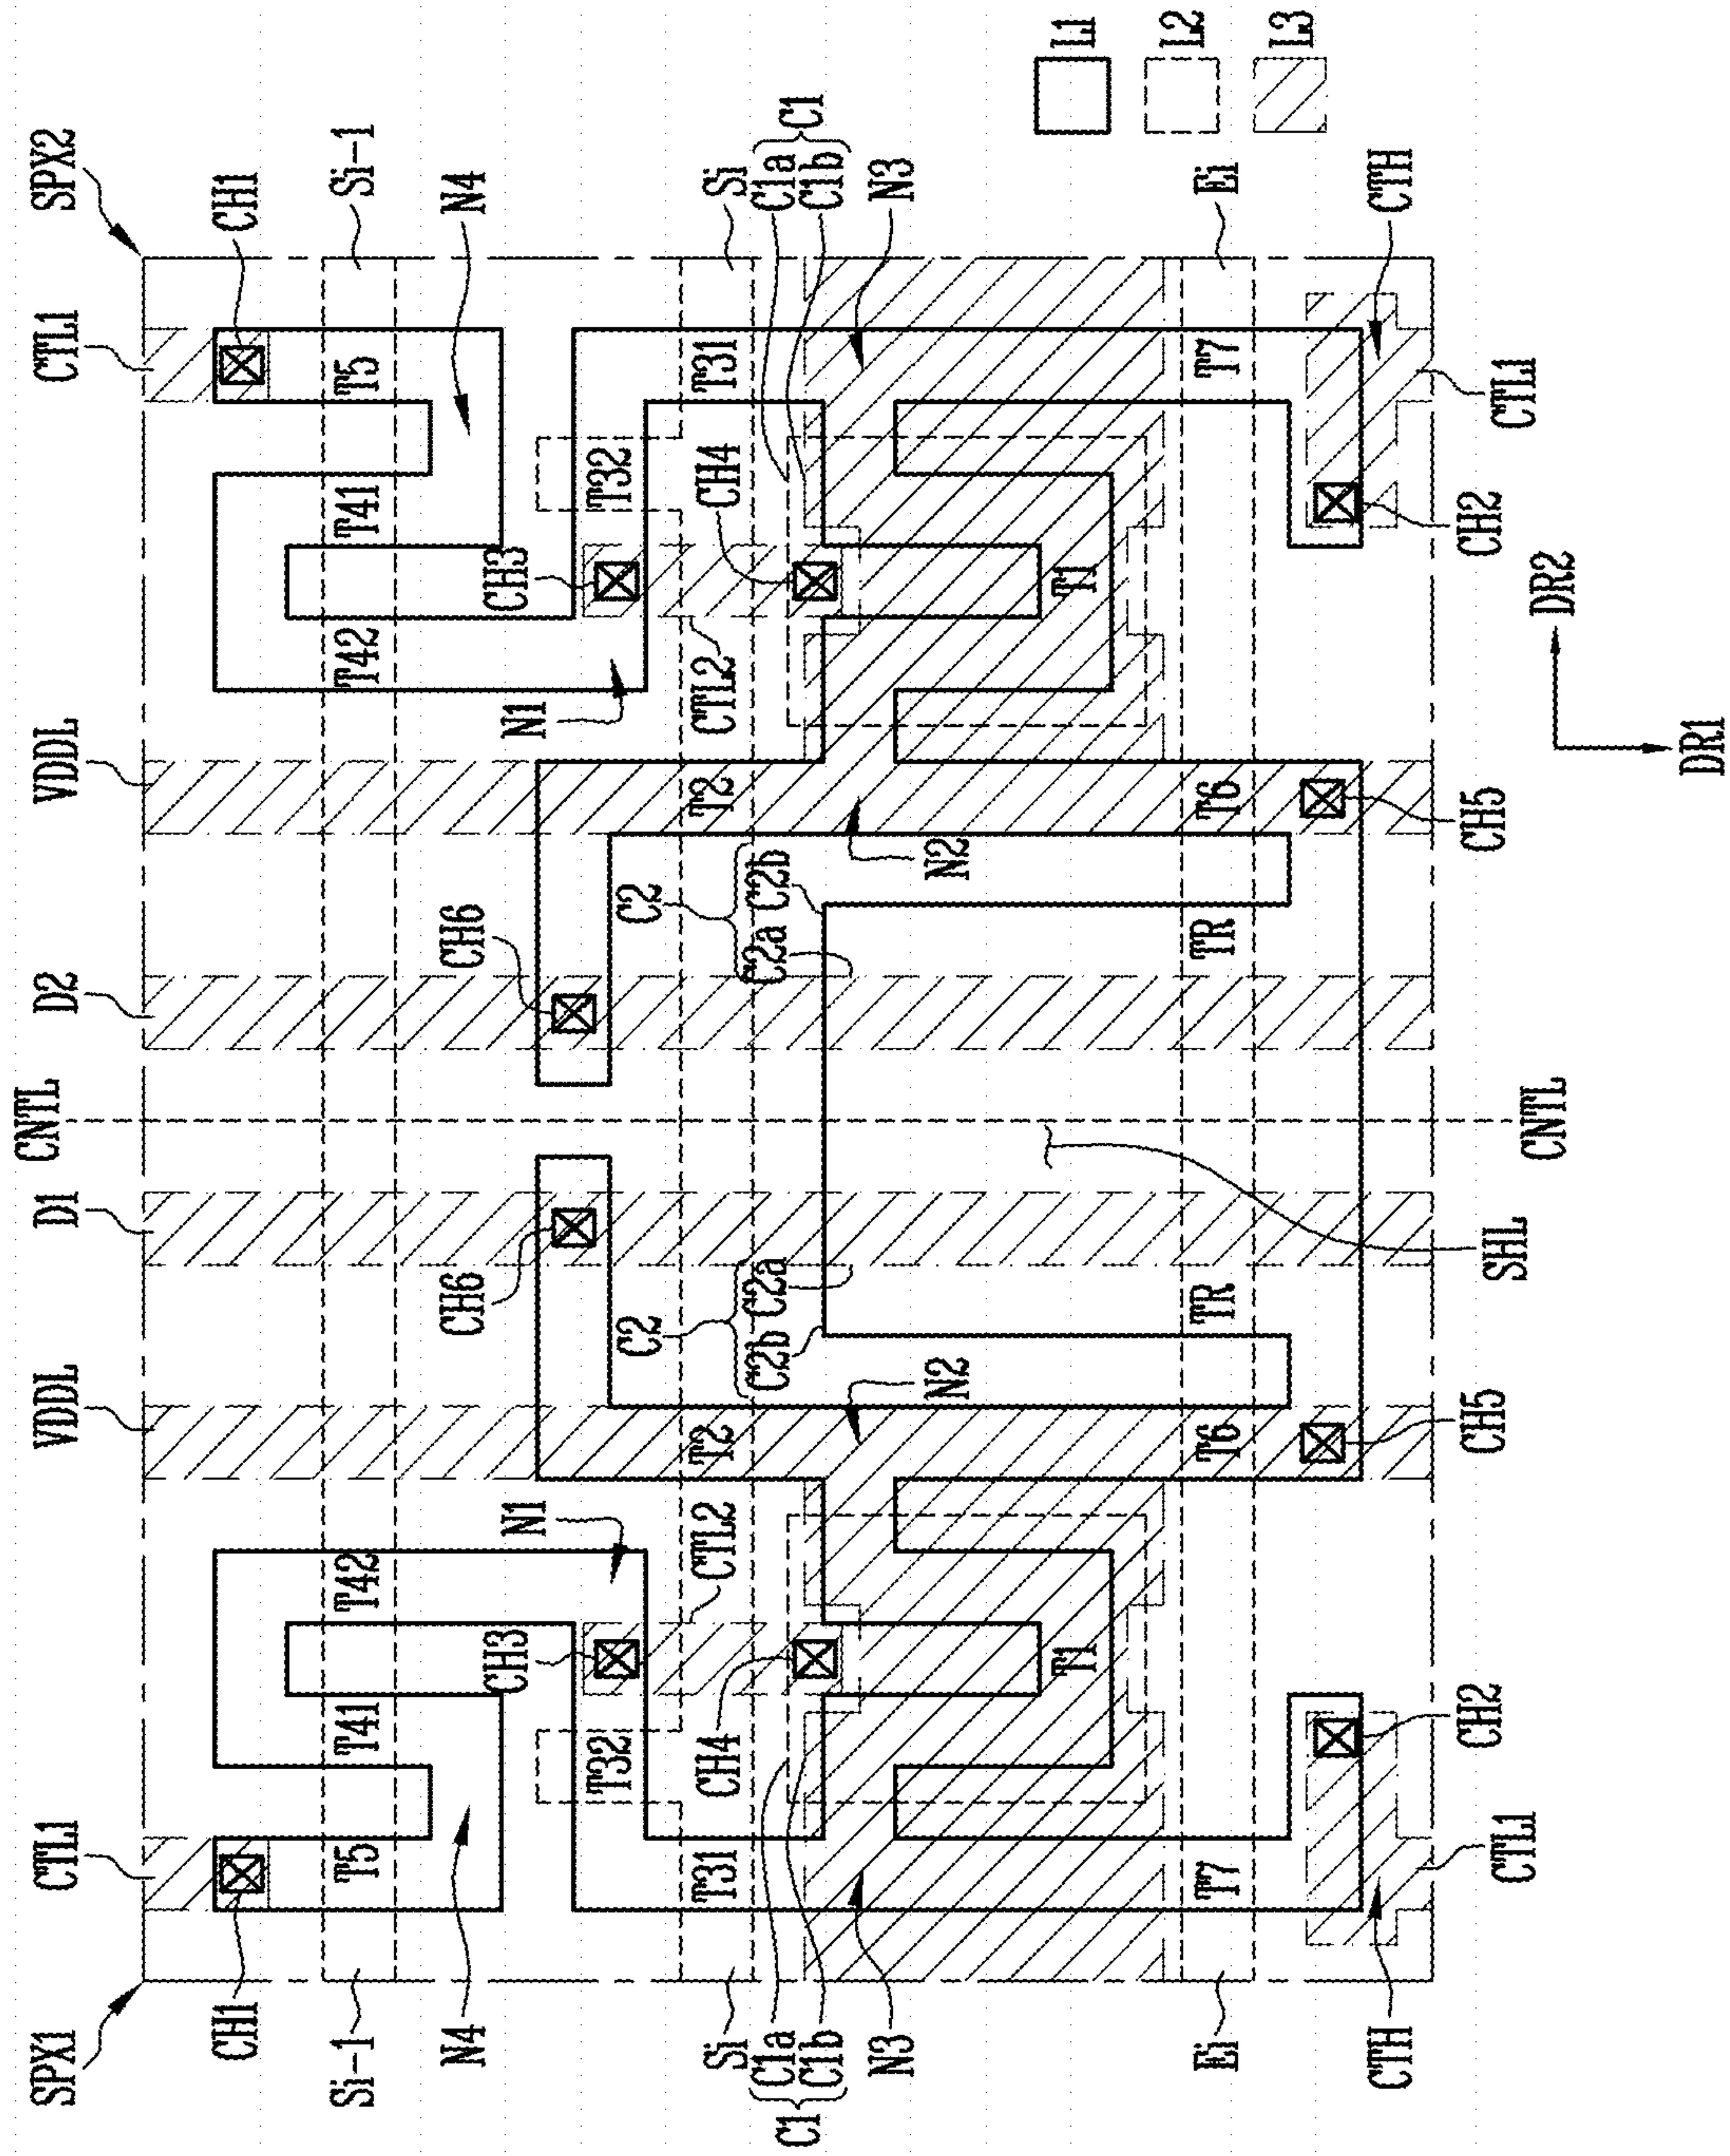 CNTL
SPX1 CTL1 VDDL D1 D2 VDDL CTL1 SPX2
CH1 CH1
Si-1 T5 T41 T42 T42 T41 T5 Si-1
N4 CH6 CH6 N4
CH3 CH3
N1 N1
T32 T32
C2 C2
Si T31 CH4 CTL2 T2 T2 CTL2 CH4 T31 Si
C1a C2b C2a C2a C2b C1a
C1 C1
C1b C1b
N3 N3
N2 N2
T1 T1 L1
L2
Ei T7 T6 TR TR T6 T7 Ei
L3
CTH CTH
CH2 CH5 CH5 CH2
SHL
CTL1 CTL1
CNTL
DR2
DR1